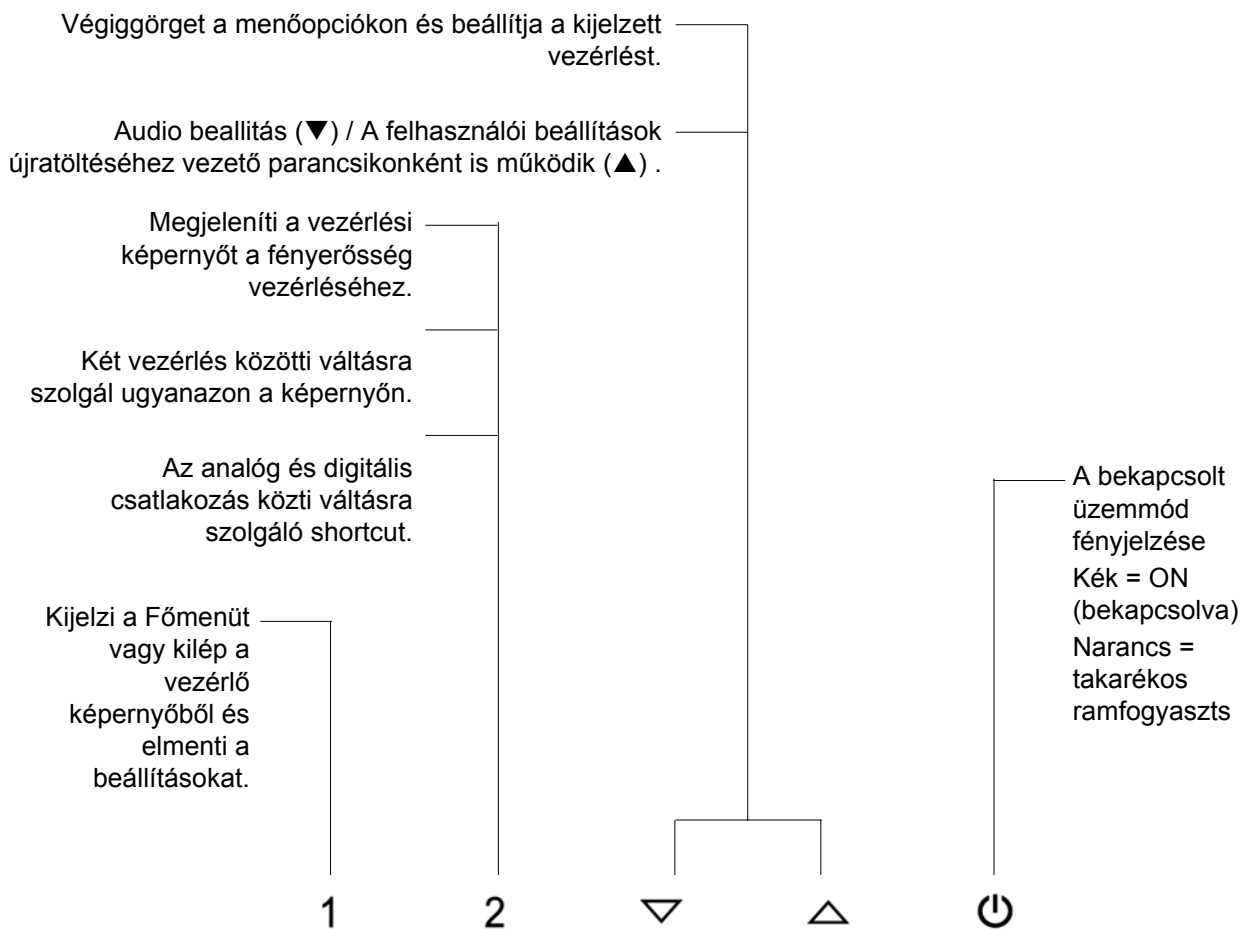 Végiggörget a menőopciókon és beállítja a kijelzett
vezérlést.
Audio beallitás (▼) / A felhasználói beállítások
újratöltéséhez vezető parancsikonként is működik (▲) .
Megjeleníti a vezérlési
képernyőt a fényerősség
vezérléséhez.
Két vezérlés közötti váltásra
szolgál ugyanazon a képernyőn.
Az analóg és digitális
csatlakozás közti váltásra
szolgáló shortcut.
Kijelzi a Főmenüt
vagy kilép a
vezérlő
képernyőből és
elmenti a
beállításokat.
A bekapcsolt
üzemmód
fényjelzése
Kék = ON
(bekapcsolva)
Narancs =
takarékos
ramfogyaszts
1 2 ▽ △ ⏻